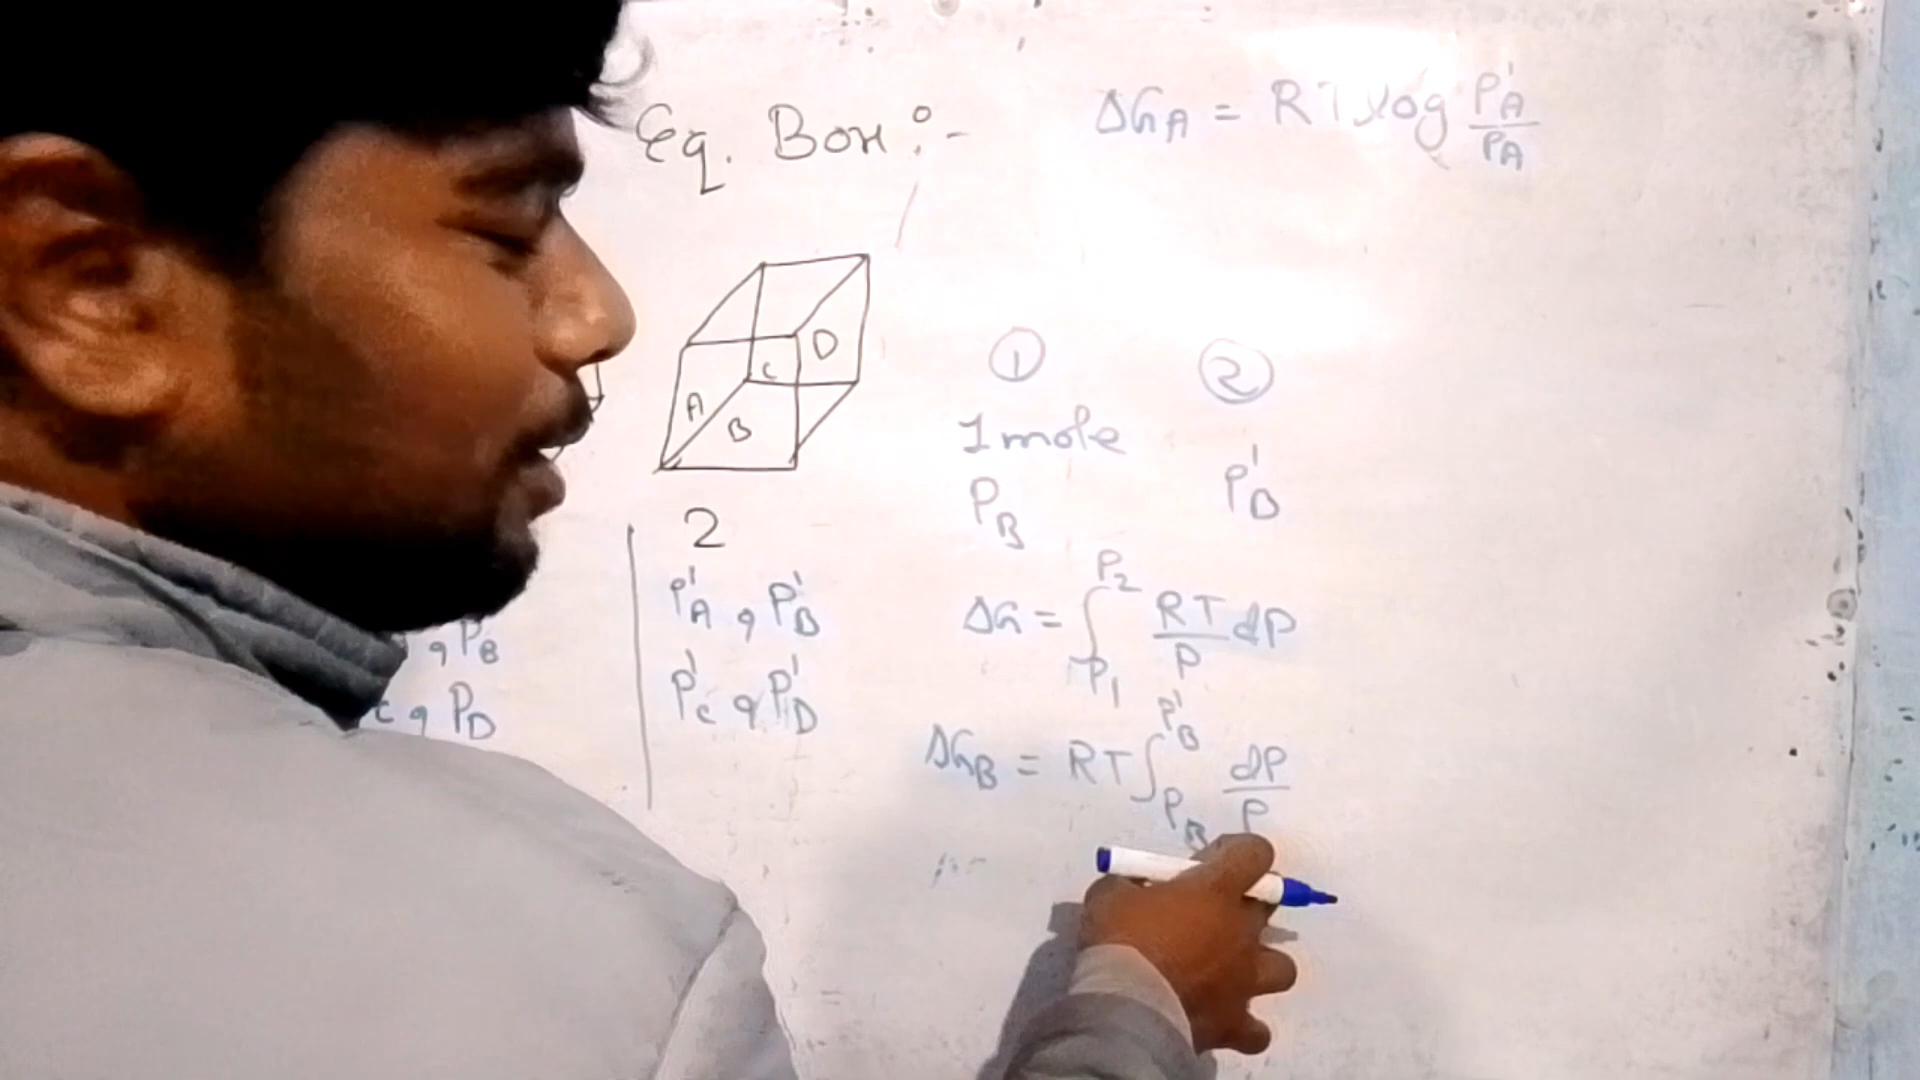 Eq. Box :-
ΔG_A = RT log P'_A / P_A
A
B
C
D
2
P'_A , P'_B
P'_C , P'_D
, P_B
C , P_D
① ②
1 mole
P_B P'_B
ΔG = ∫_{P_1}^{P_2} RT/P dP
ΔG_B = RT ∫_{P_B}^{P'_B} dP/P